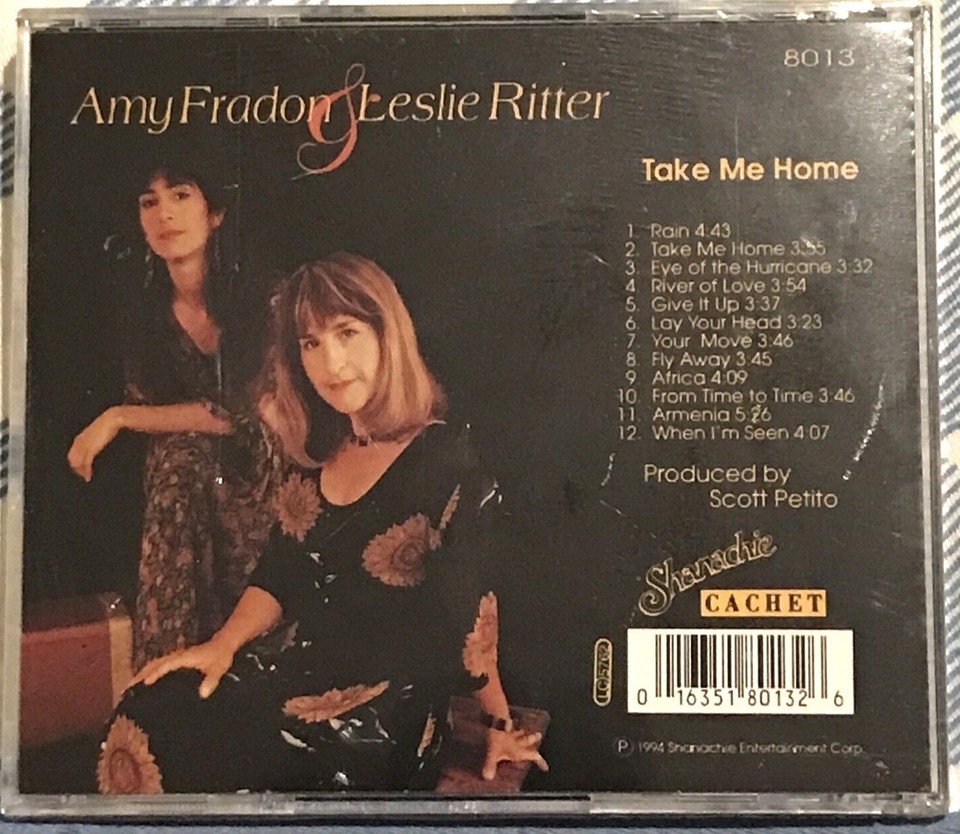 8013
Amy Fradon & Leslie Ritter
Take Me Home
1. Rain 4:43
2. Take Me Home 3:55
3. Eye of the Hurricane 3:32
4. River of Love 3:54
5. Give It Up 3:37
6. Lay Your Head 3:23
7. Your Move 3:46
8. Fly Away 3:45
9. Africa 4:09
10. From Time to Time 3:46
11. Armenia 5:26
12. When I'm Seen 4:07
Produced by
Scott Petito
Shanachie
CACHET
LC 5762
0 16351 80132 6
Ⓟ 1994 Shanachie Entertainment Corp.